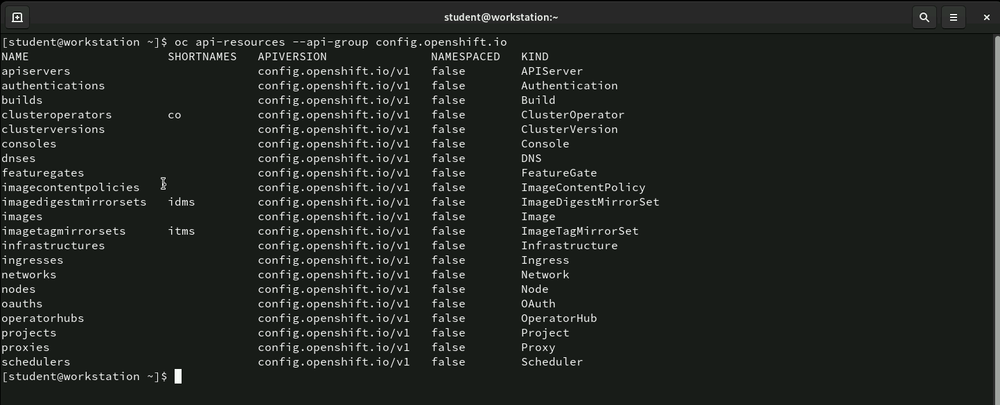 student@workstation:~
[student@workstation ~]$ oc api-resources --api-group config.openshift.io
NAME                    SHORTNAMES   APIVERSION               NAMESPACED   KIND
apiservers                           config.openshift.io/v1   false        APIServer
authentications                      config.openshift.io/v1   false        Authentication
builds                               config.openshift.io/v1   false        Build
clusteroperators        co           config.openshift.io/v1   false        ClusterOperator
clusterversions                      config.openshift.io/v1   false        ClusterVersion
consoles                             config.openshift.io/v1   false        Console
dnses                                config.openshift.io/v1   false        DNS
featuregates                         config.openshift.io/v1   false        FeatureGate
imagecontentpolicies                 config.openshift.io/v1   false        ImageContentPolicy
imagedigestmirrorsets   idms         config.openshift.io/v1   false        ImageDigestMirrorSet
images                               config.openshift.io/v1   false        Image
imagetagmirrorsets      itms         config.openshift.io/v1   false        ImageTagMirrorSet
infrastructures                      config.openshift.io/v1   false        Infrastructure
ingresses                            config.openshift.io/v1   false        Ingress
networks                             config.openshift.io/v1   false        Network
nodes                                config.openshift.io/v1   false        Node
oauths                               config.openshift.io/v1   false        OAuth
operatorhubs                         config.openshift.io/v1   false        OperatorHub
projects                             config.openshift.io/v1   false        Project
proxies                              config.openshift.io/v1   false        Proxy
schedulers                           config.openshift.io/v1   false        Scheduler
[student@workstation ~]$